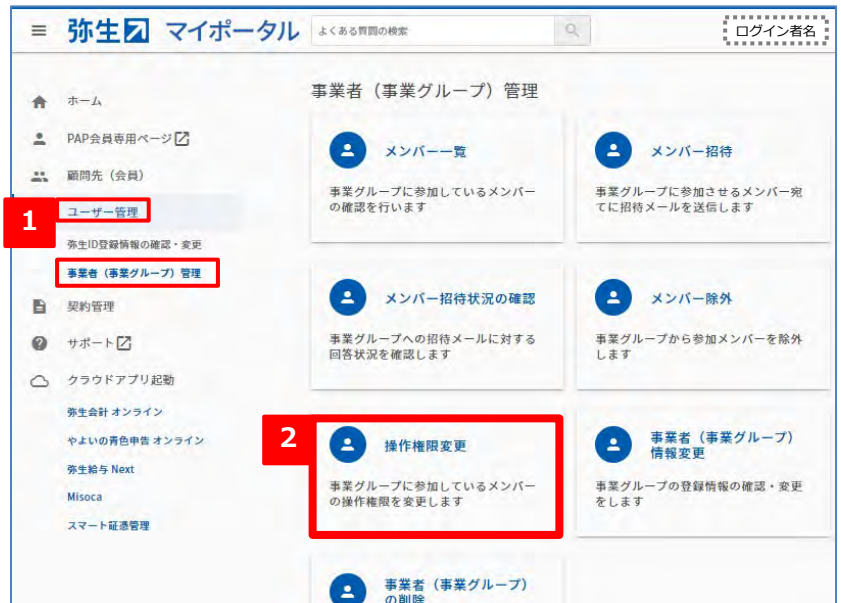 弥生 マイポータル
よくある質問の検索
ログイン者名
ホーム
PAP会員専用ページ
顧問先（会員）
1
ユーザー管理
弥生ID登録情報の確認・変更
事業者（事業グループ）管理
契約管理
サポート
クラウドアプリ起動
弥生会計 オンライン
やよいの青色申告 オンライン
弥生給与 Next
Misoca
スマート証憑管理
事業者（事業グループ）管理
メンバー一覧
事業グループに参加しているメンバー
の確認を行います
メンバー招待
事業グループに参加させるメンバー宛
てに招待メールを送信します
メンバー招待状況の確認
事業グループへの招待メールに対する
回答状況を確認します
メンバー除外
事業グループから参加メンバーを除外
します
2
操作権限変更
事業グループに参加しているメンバー
の操作権限を変更します
事業者（事業グループ）
情報変更
事業グループの登録情報の確認・変更
をします
事業者（事業グループ）
の削除